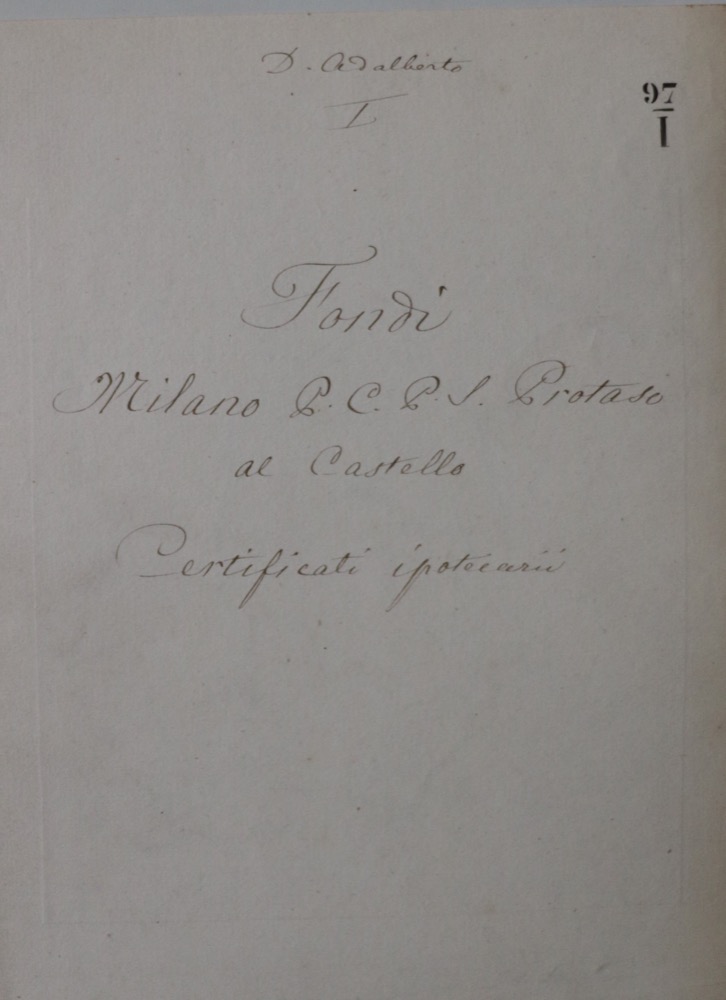 D. Adalberto
I
97
I
Fondi
Milano P. C. P. S. Protaso
al Castello
Certificati ipotecarii